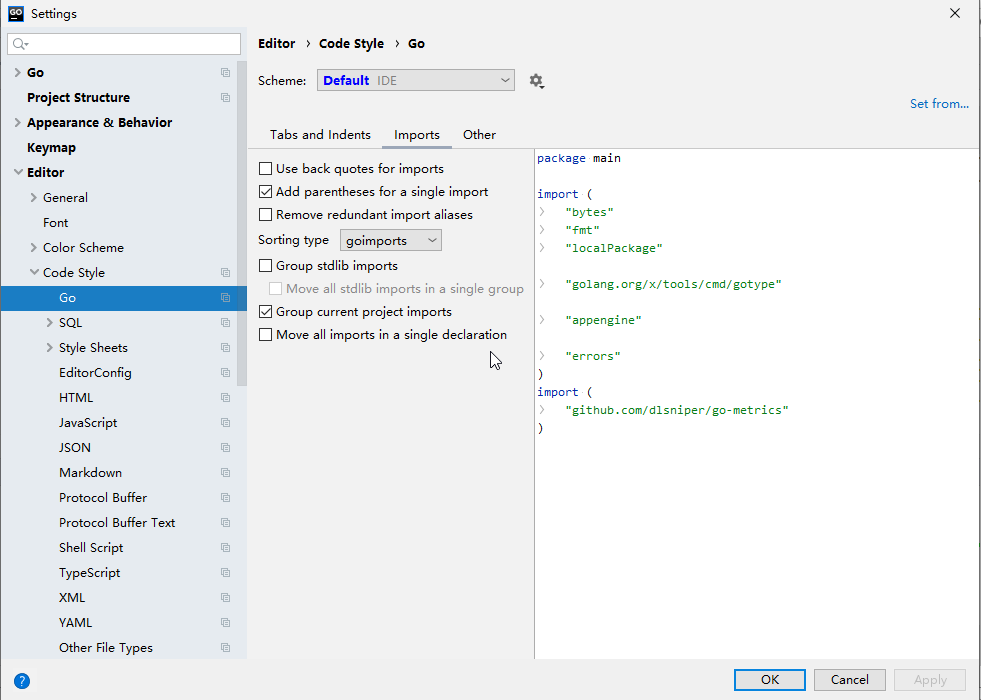 GO Settings
Go
Project Structure
Appearance & Behavior
Keymap
Editor
General
Font
Color Scheme
Code Style
Go
SQL
Style Sheets
EditorConfig
HTML
JavaScript
JSON
Markdown
Protocol Buffer
Protocol Buffer Text
Shell Script
TypeScript
XML
YAML
Other File Types
?
Editor › Code Style › Go
Scheme: Default IDE
Set from...
Tabs and Indents Imports Other
Use back quotes for imports
Add parentheses for a single import
Remove redundant import aliases
Sorting type goimports
Group stdlib imports
Move all stdlib imports in a single group
Group current project imports
Move all imports in a single declaration
package main
import (
"bytes"
"fmt"
"localPackage"
"golang.org/x/tools/cmd/gotype"
"appengine"
"errors"
)
import (
"github.com/dlsniper/go-metrics"
)
OK Cancel Apply